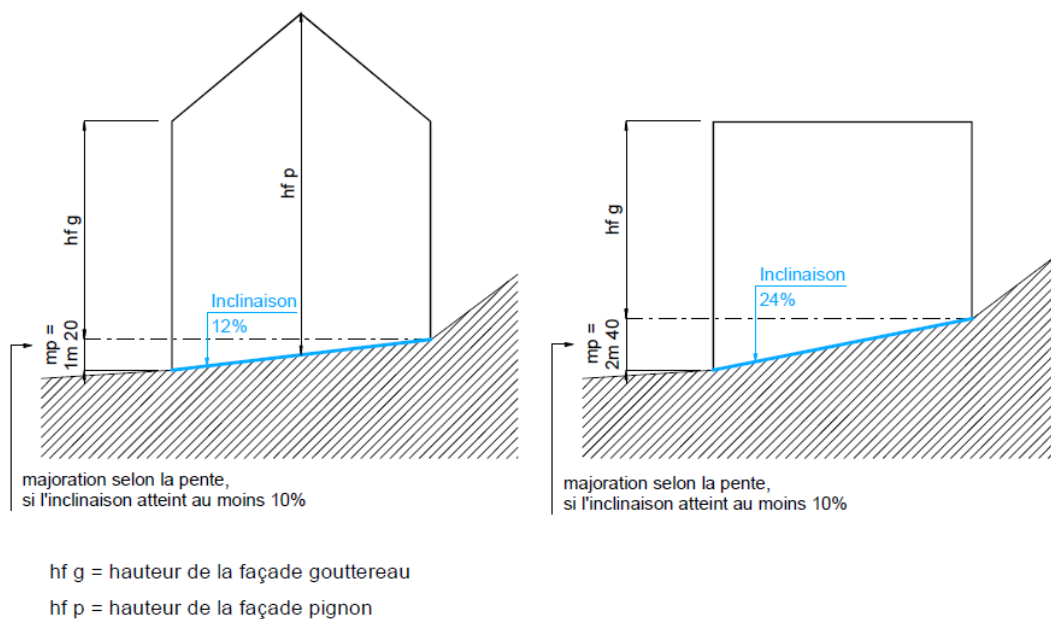 hf g
hf p
Inclinaison
12%
mp =
1m 20
majoration selon la pente,
si l'inclinaison atteint au moins 10%
hf g
Inclinaison
24%
mp =
2m 40
majoration selon la pente,
si l'inclinaison atteint au moins 10%
hf g = hauteur de la façade gouttereau
hf p = hauteur de la façade pignon